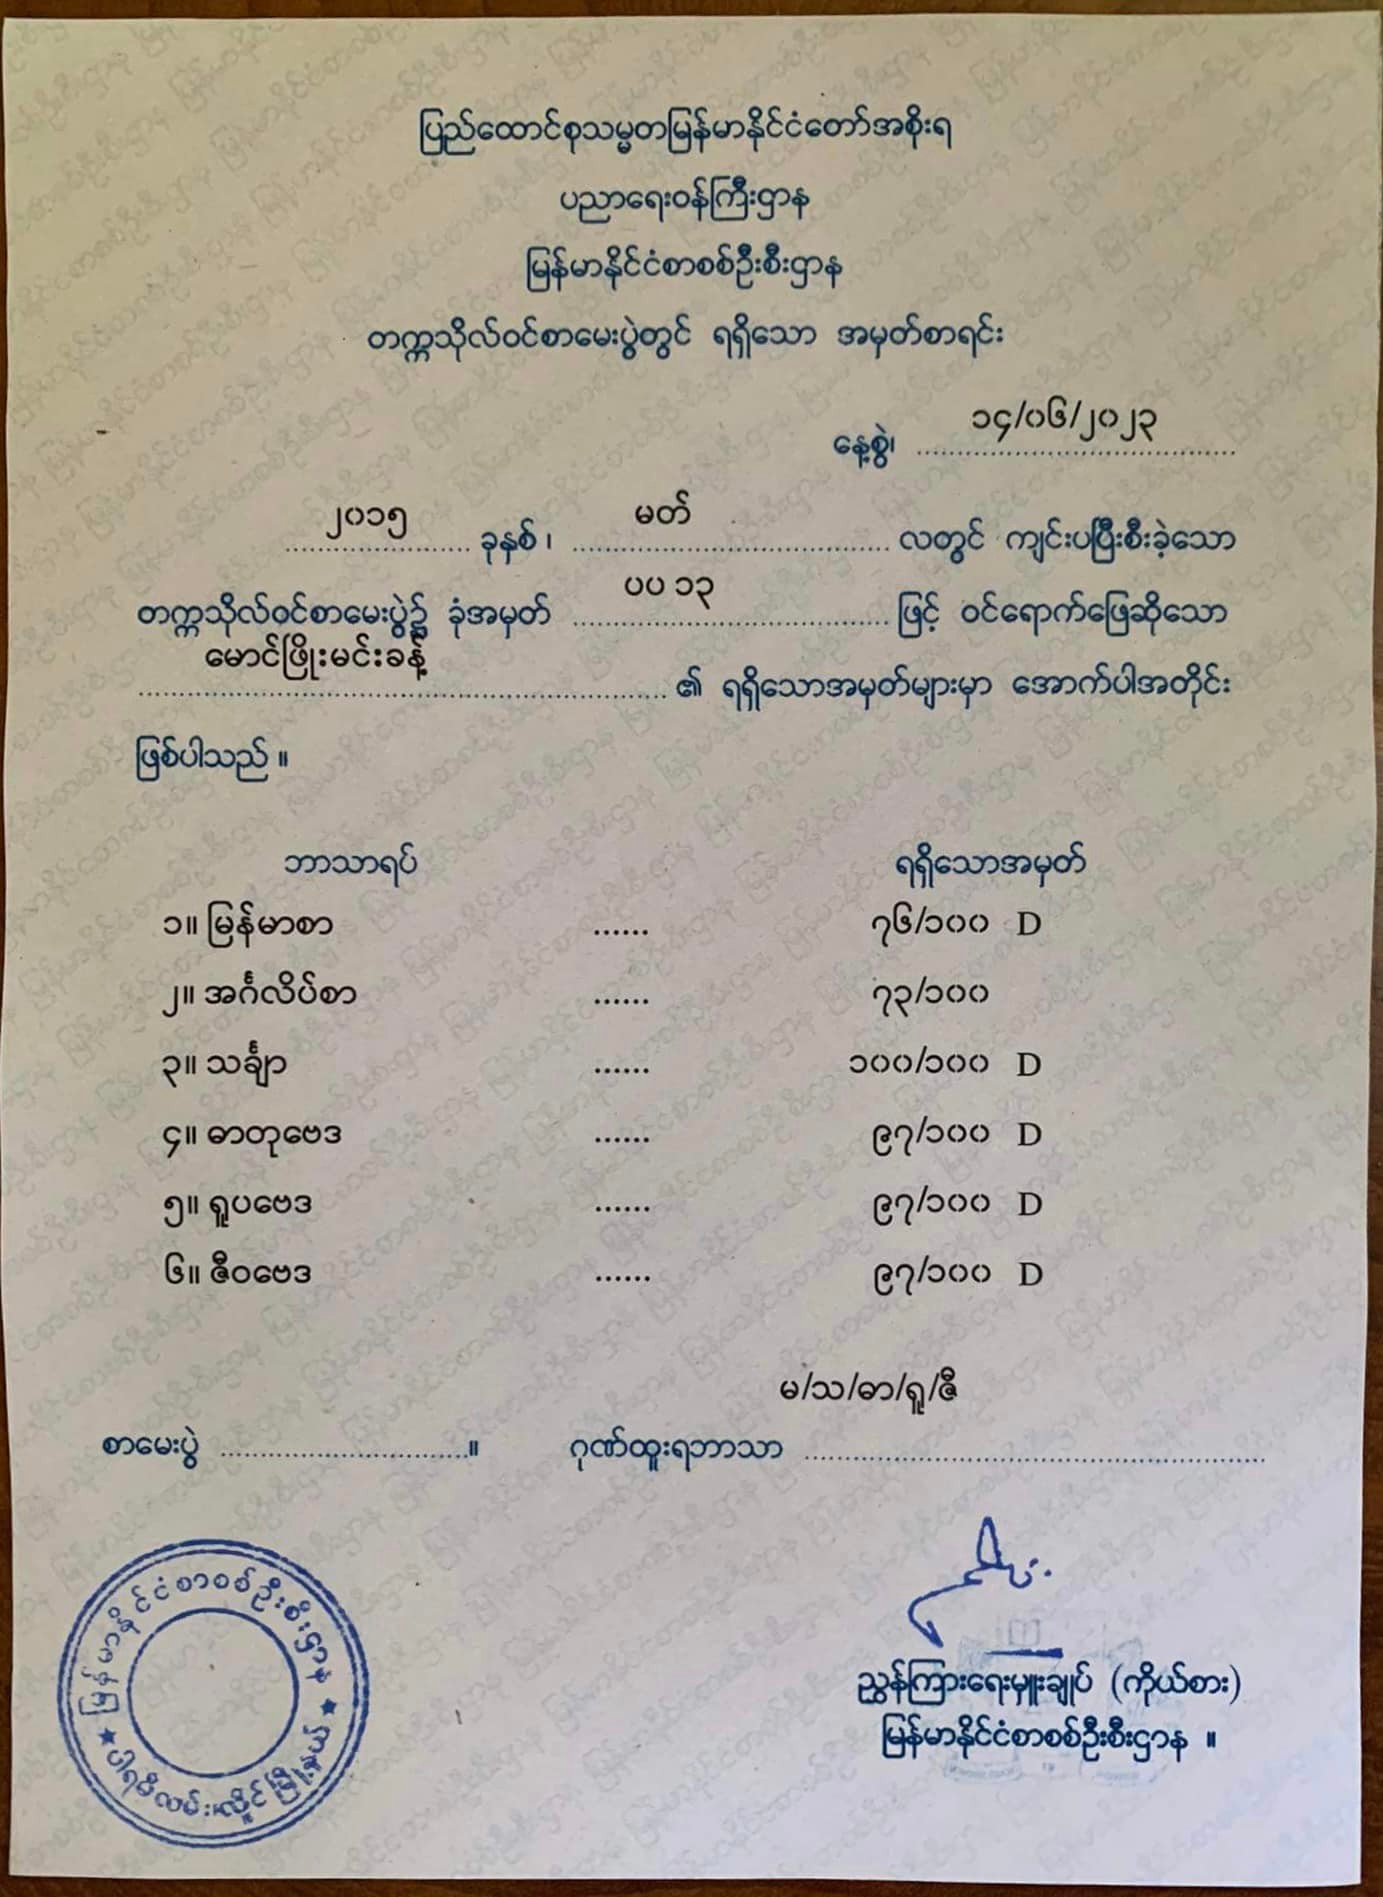 ပြည်ထောင်စုသမ္မတမြန်မာနိုင်ငံတော်အစိုးရ
ပညာရေးဝန်ကြီးဌာန
မြန်မာနိုင်ငံစာစစ်ဦးစီးဌာန
တက္ကသိုလ်ဝင်စာမေးပွဲတွင် ရရှိသော အမှတ်စာရင်း
နေ့စွဲ၊ ၁၄/၀၆/၂၀၂၃
၂၀၁၅ ခုနှစ်၊ မတ် လတွင် ကျင်းပပြီးစီးခဲ့သော
တက္ကသိုလ်ဝင်စာမေးပွဲ၌ ခုံအမှတ် ပပ ၁၃ ဖြင့် ဝင်ရောက်ဖြေဆိုသော
မောင်ဖြိုးမင်းခန့် ၏ ရရှိသောအမှတ်များမှာ အောက်ပါအတိုင်း
ဖြစ်ပါသည်။
ဘာသာရပ် ရရှိသောအမှတ်
၁။ မြန်မာစာ ...... ၇၆/၁၀၀ D
၂။ အင်္ဂလိပ်စာ ...... ၇၃/၁၀၀
၃။ သင်္ချာ ...... ၁၀၀/၁၀၀ D
၄။ ဓာတုဗေဒ ...... ၉၇/၁၀၀ D
၅။ ရူပဗေဒ ...... ၉၇/၁၀၀ D
၆။ ဇီဝဗေဒ ...... ၉၇/၁၀၀ D
စာမေးပွဲ ..............................။ ဂုဏ်ထူးရဘာသာ မ/သ/ဓာ/ရူ/ဇီ
ညွှန်ကြားရေးမှူးချုပ် (ကိုယ်စား)
မြန်မာနိုင်ငံစာစစ်ဦးစီးဌာန ။
မြန်မာနိုင်ငံစာစစ်ဦးစီးဌာန
ပါရမီလမ်း၊လှိုင်မြို့နယ်